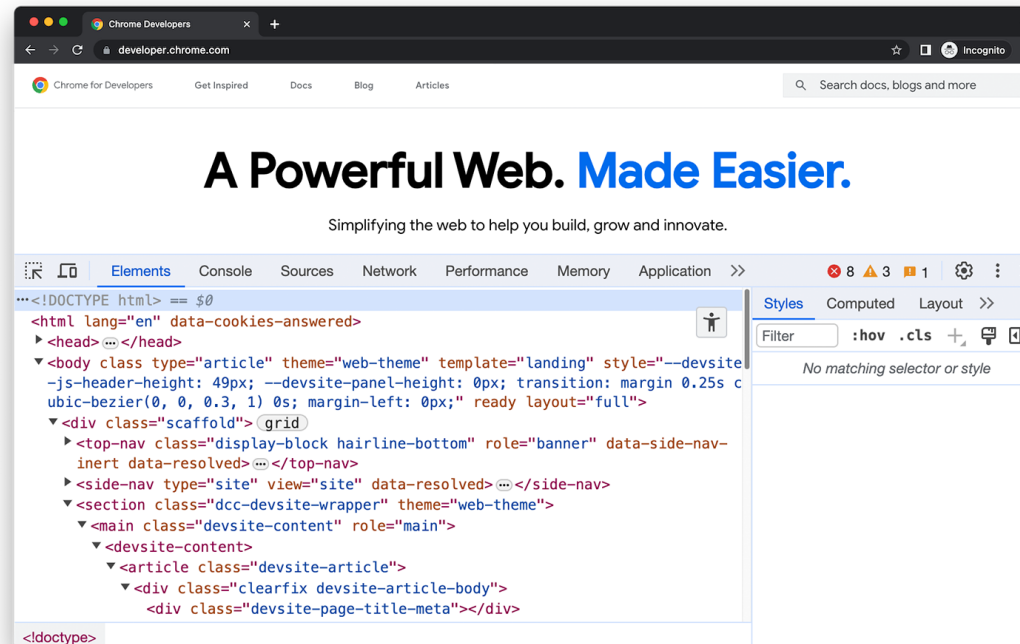 Chrome Developers
developer.chrome.com
Incognito
Chrome for Developers Get Inspired Docs Blog Articles Search docs, blogs and more
A Powerful Web. Made Easier.
Simplifying the web to help you build, grow and innovate.
Elements Console Sources Network Performance Memory Application 8 3 1
<!DOCTYPE html> == $0
<html lang="en" data-cookies-answered>
<head>…</head>
<body class type="article" theme="web-theme" template="landing" style="--devsite
-js-header-height: 49px; --devsite-panel-height: 0px; transition: margin 0.25s c
ubic-bezier(0, 0, 0.3, 1) 0s; margin-left: 0px;" ready layout="full">
<div class="scaffold"> grid
<top-nav class="display-block hairline-bottom" role="banner" data-side-nav-
inert data-resolved>…</top-nav>
<side-nav type="site" view="site" data-resolved>…</side-nav>
<section class="dcc-devsite-wrapper" theme="web-theme">
<main class="devsite-content" role="main">
<devsite-content>
<article class="devsite-article">
<div class="clearfix devsite-article-body">
<div class="devsite-page-title-meta"></div>
<!doctype>
Styles Computed Layout
Filter :hov .cls
No matching selector or style